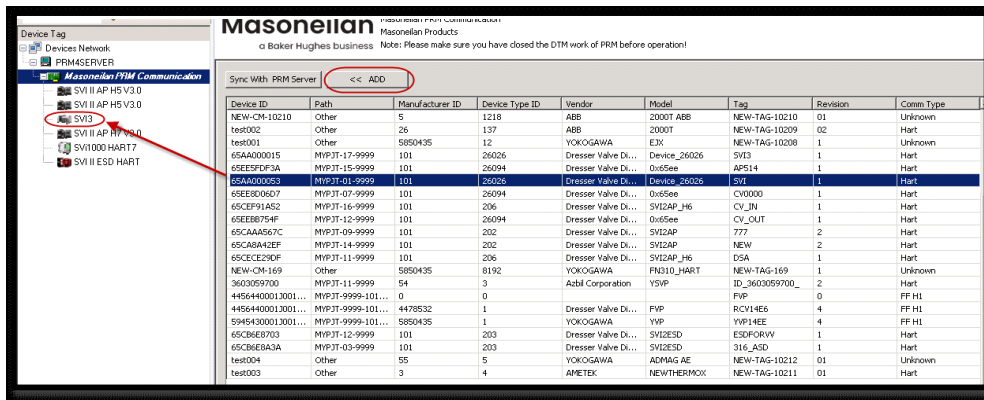 Device Tag
Devices Network
PRM4SERVER
Masoneilan PRM Communication
SVI II AP H5 V3.0
SVI II AP H5 V3.0
SVI3
SVI II AP H7 V3.0
SVi1000 HART7
SVI II ESD HART
Masoneilan
a Baker Hughes business
Masoneilan PRM Communication
Masoneilan Products
Note: Please make sure you have closed the DTM work of PRM before operation!
Sync With PRM Server << ADD
Device ID Path Manufacturer ID Device Type ID Vendor Model Tag Revision Comm Type
NEW-CM-10210 Other 5 1218 ABB 2000T ABB NEW-TAG-10210 01 Unknown
test002 Other 26 137 ABB 2000T NEW-TAG-10209 02 Hart
test001 Other 5850435 12 YOKOGAWA EJX NEW-TAG-10208 1 Unknown
65AA000015 MYPJT-17-9999 101 26026 Dresser Valve Di... Device_26026 SVI3 1 Hart
65EE5FDF3A MYPJT-15-9999 101 26094 Dresser Valve Di... 0x65ee AP514 1 Hart
65AA000053 MYPJT-01-9999 101 26026 Dresser Valve Di... Device_26026 SVI 1 Hart
65EE8D06D7 MYPJT-07-9999 101 26094 Dresser Valve Di... 0x65ee CV0000 1 Hart
65CEF91A52 MYPJT-16-9999 101 206 Dresser Valve Di... SVI2AP_H6 CV_IN 1 Hart
65EEBB754F MYPJT-12-9999 101 26094 Dresser Valve Di... 0x65ee CV_OUT 1 Hart
65CAAA567C MYPJT-09-9999 101 202 Dresser Valve Di... SVI2AP 777 2 Hart
65CA8A42EF MYPJT-14-9999 101 202 Dresser Valve Di... SVI2AP NEW 2 Hart
65CECE29DF MYPJT-11-9999 101 206 Dresser Valve Di... SVI2AP_H6 DSA 1 Hart
NEW-CM-169 Other 5850435 8192 YOKOGAWA FN310_HART NEW-TAG-169 1 Unknown
3603059700 MYPJT-11-9999 54 3 Azbil Corporation YSVP ID_3603059700_ 2 Hart
4456440001J001... MYPJT-9999-101... 0 0 FVP 0 FF H1
4456440001J001... MYPJT-9999-101... 4478532 1 Dresser Valve Di... FVP RCV14E6 4 FF H1
5945430001J001... MYPJT-9999-101... 5850435 1 YOKOGAWA YVP YVP14EE 4 FF H1
65CB6E8703 MYPJT-12-9999 101 203 Dresser Valve Di... SVI2ESD ESDFORVV 1 Hart
65CB6E8A3A MYPJT-03-9999 101 203 Dresser Valve Di... SVI2ESD 316_ASD 1 Hart
test004 Other 55 5 YOKOGAWA ADMAG AE NEW-TAG-10212 01 Unknown
test003 Other 3 4 AMETEK NEWTHERMOX NEW-TAG-10211 01 Hart